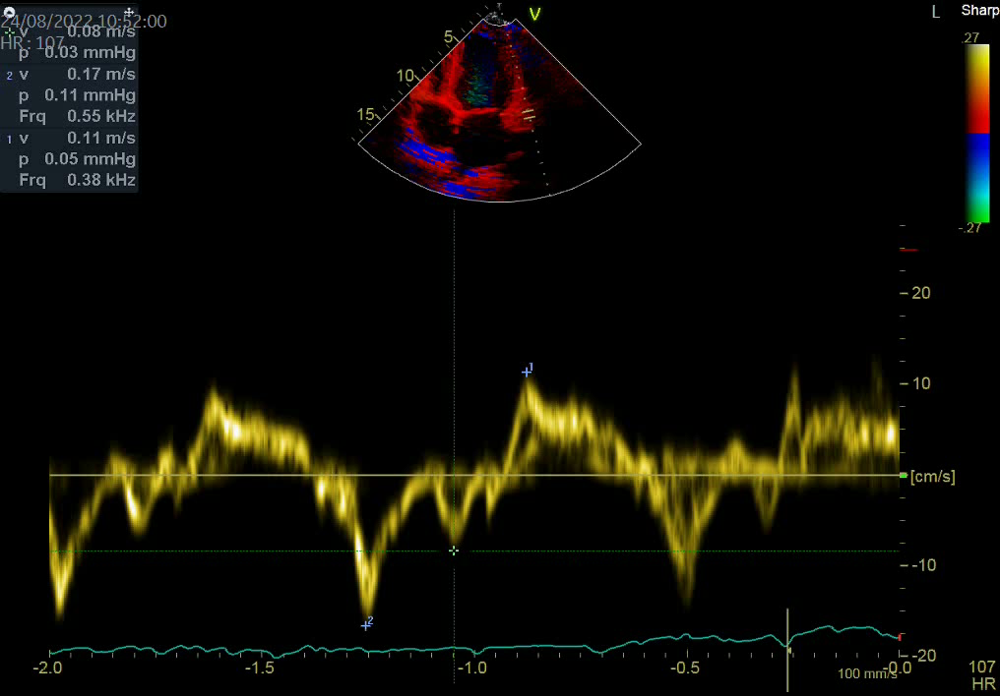 24/08/2022 10:52:00
HR: 107
v 0.08 m/s
p 0.03 mmHg
2 v 0.17 m/s
p 0.11 mmHg
Frq 0.55 kHz
1 v 0.11 m/s
p 0.05 mmHg
Frq 0.38 kHz
V
5
10
15
L Sharp
.27
-.27
20
10
[cm/s]
-10
-20
1
2
-2.0 -1.5 -1.0 -0.5 -0.0
100 mm/s
107
HR